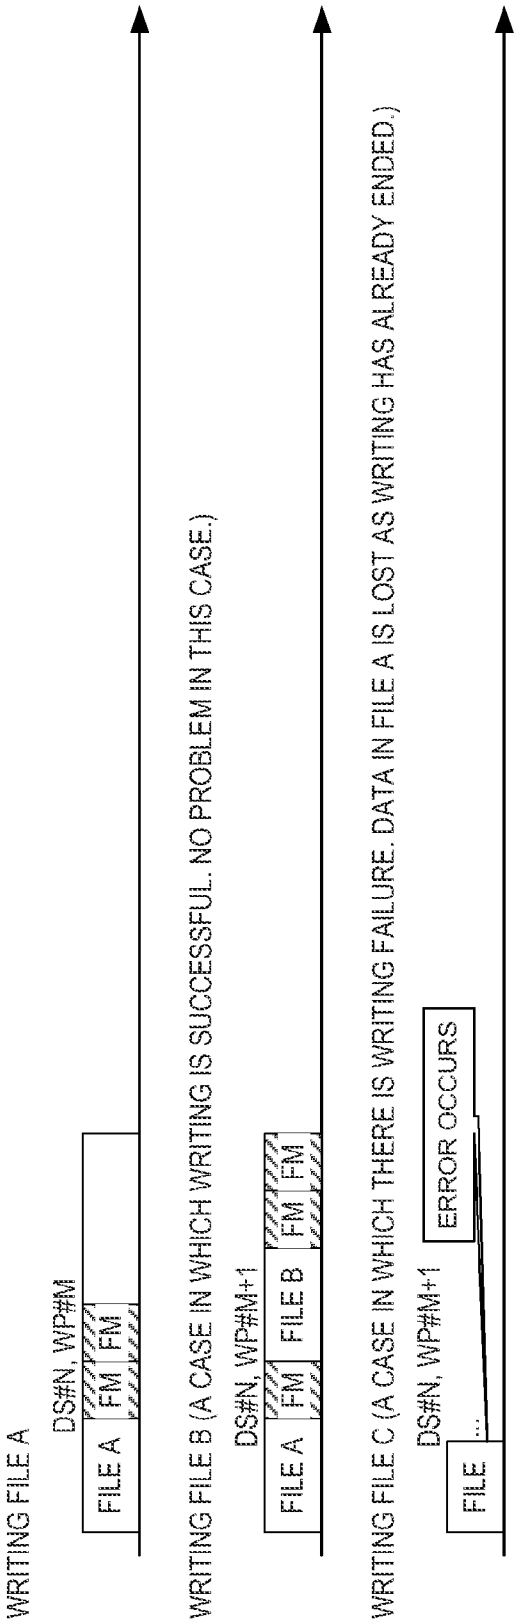 WRITING FILE A
DS#N, WP#M
FILE A FM FM
WRITING FILE B (A CASE IN WHICH WRITING IS SUCCESSFUL. NO PROBLEM IN THIS CASE.)
DS#N, WP#M+1
FILE A FM FILE B FM FM
WRITING FILE C (A CASE IN WHICH THERE IS WRITING FAILURE. DATA IN FILE A IS LOST AS WRITING HAS ALREADY ENDED.)
DS#N, WP#M+1
ERROR OCCURS
FILE ...